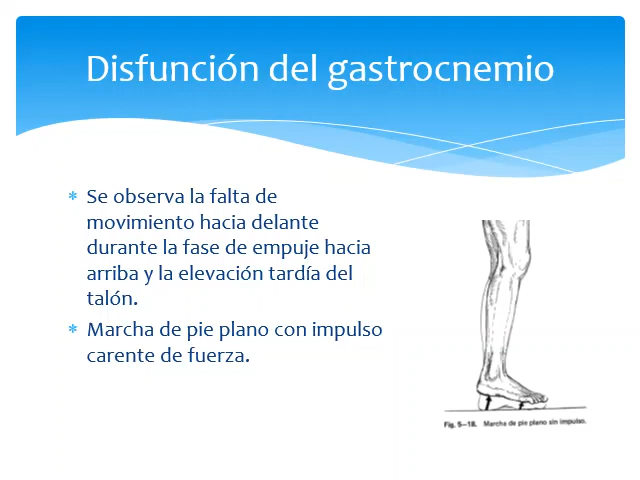 Disfunción del gastrocnemio
Se observa la falta de
movimiento hacia delante
durante la fase de empuje hacia
arriba y la elevación tardía del
talón.
Marcha de pie plano con impulso
carente de fuerza.
Fig. 5—18. Marcha de pie plano sin impulso.